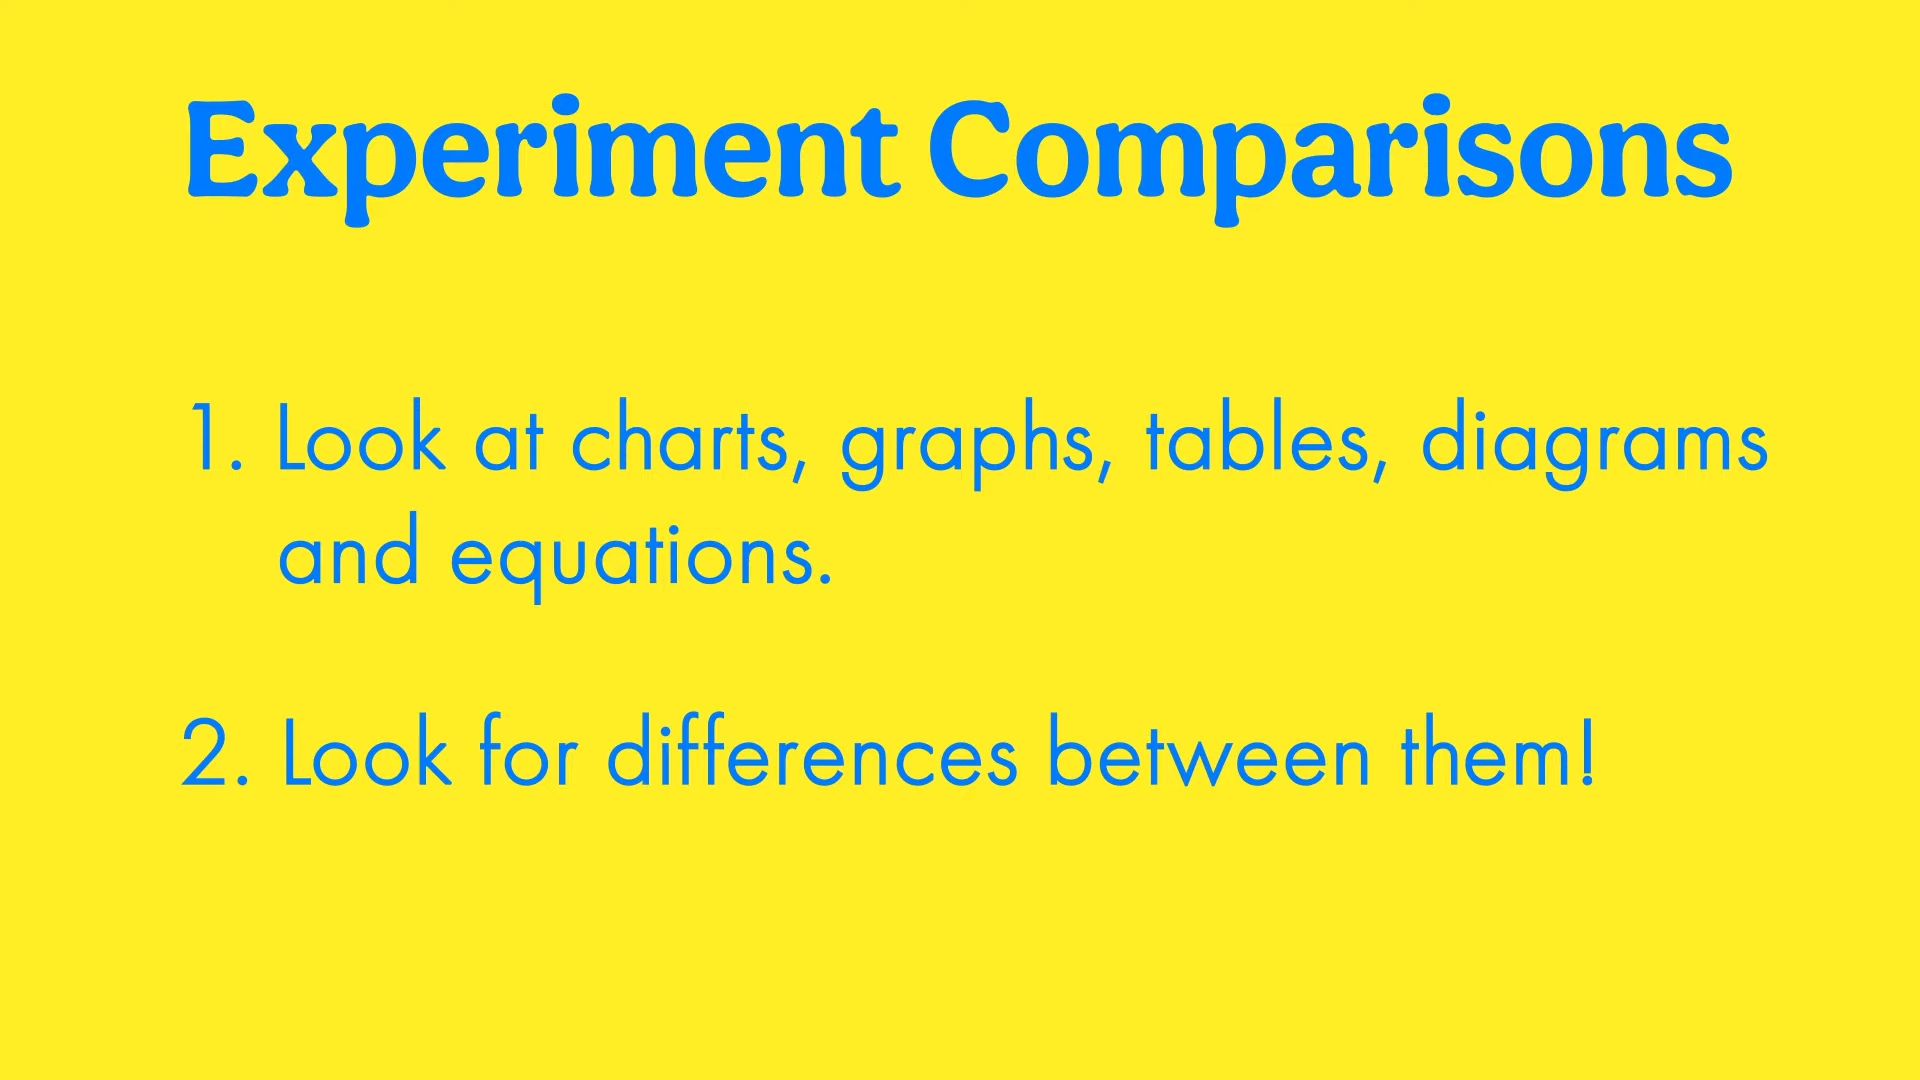 Experiment Comparisons
1. Look at charts, graphs, tables, diagrams
and equations.
2. Look for differences between them!